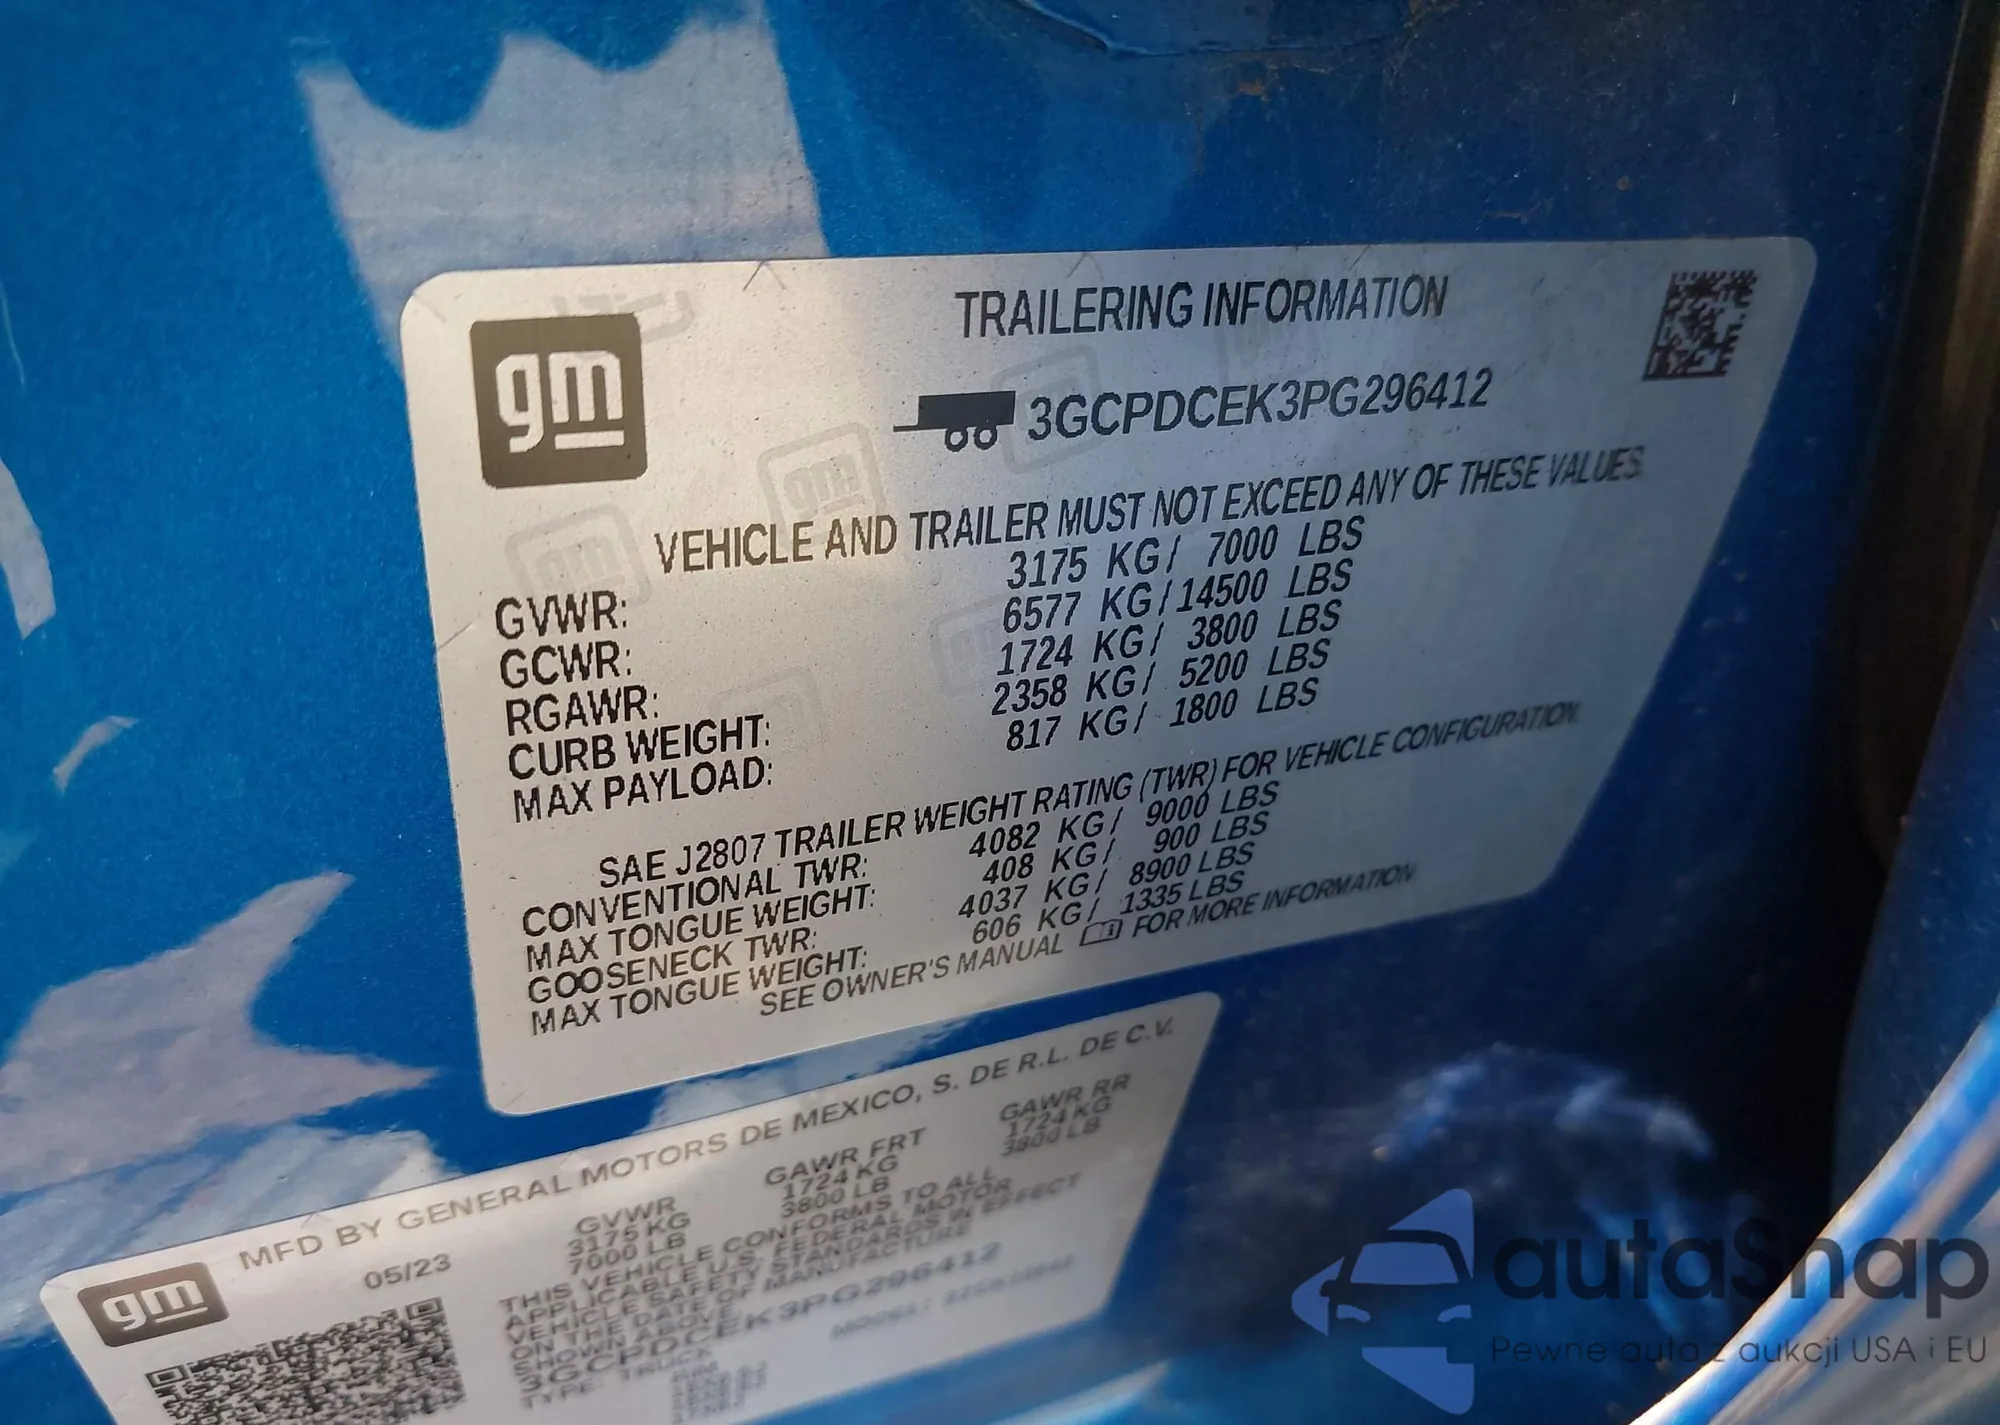 gm
TRAILERING INFORMATION
3GCPDCEK3PG296412
VEHICLE AND TRAILER MUST NOT EXCEED ANY OF THESE VALUES.
GVWR: 3175 KG/ 7000 LBS
GCWR: 6577 KG/14500 LBS
RGAWR: 1724 KG/ 3800 LBS
CURB WEIGHT: 2358 KG/ 5200 LBS
MAX PAYLOAD: 817 KG/ 1800 LBS
SAE J2807 TRAILER WEIGHT RATING (TWR) FOR VEHICLE CONFIGURATION.
CONVENTIONAL TWR: 4082 KG/ 9000 LBS
MAX TONGUE WEIGHT: 408 KG/ 900 LBS
GOOSENECK TWR: 4037 KG/ 8900 LBS
MAX TONGUE WEIGHT: 606 KG/ 1335 LBS
SEE OWNER'S MANUAL FOR MORE INFORMATION
gm
MFD BY GENERAL MOTORS DE MEXICO, S. DE R.L. DE C.V.
05/23
GVWR GAWR FRT GAWR RR
3175 KG 1724 KG 1724 KG
7000 LB 3800 LB 3800 LB
THIS VEHICLE CONFORMS TO ALL
APPLICABLE U.S. FEDERAL MOTOR
VEHICLE SAFETY STANDARDS IN EFFECT
ON THE DATE OF MANUFACTURE
SHOWN ABOVE
3GCPDCEK3PG296412
TYPE: TRUCK MODEL:
autaSnap
Pewne auta z aukcji USA i EU